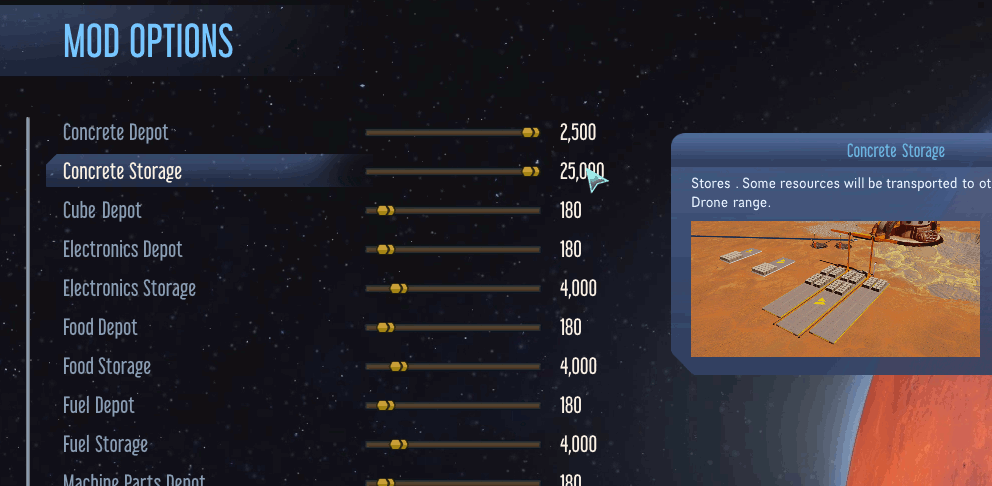 MOD OPTIONS
Concrete Depot 2,500
Concrete Storage 25,000
Cube Depot 180
Electronics Depot 180
Electronics Storage 4,000
Food Depot 180
Food Storage 4,000
Fuel Depot 180
Fuel Storage 4,000
Machine Parts Depot 180
Concrete Storage
Stores . Some resources will be transported to ot
Drone range.